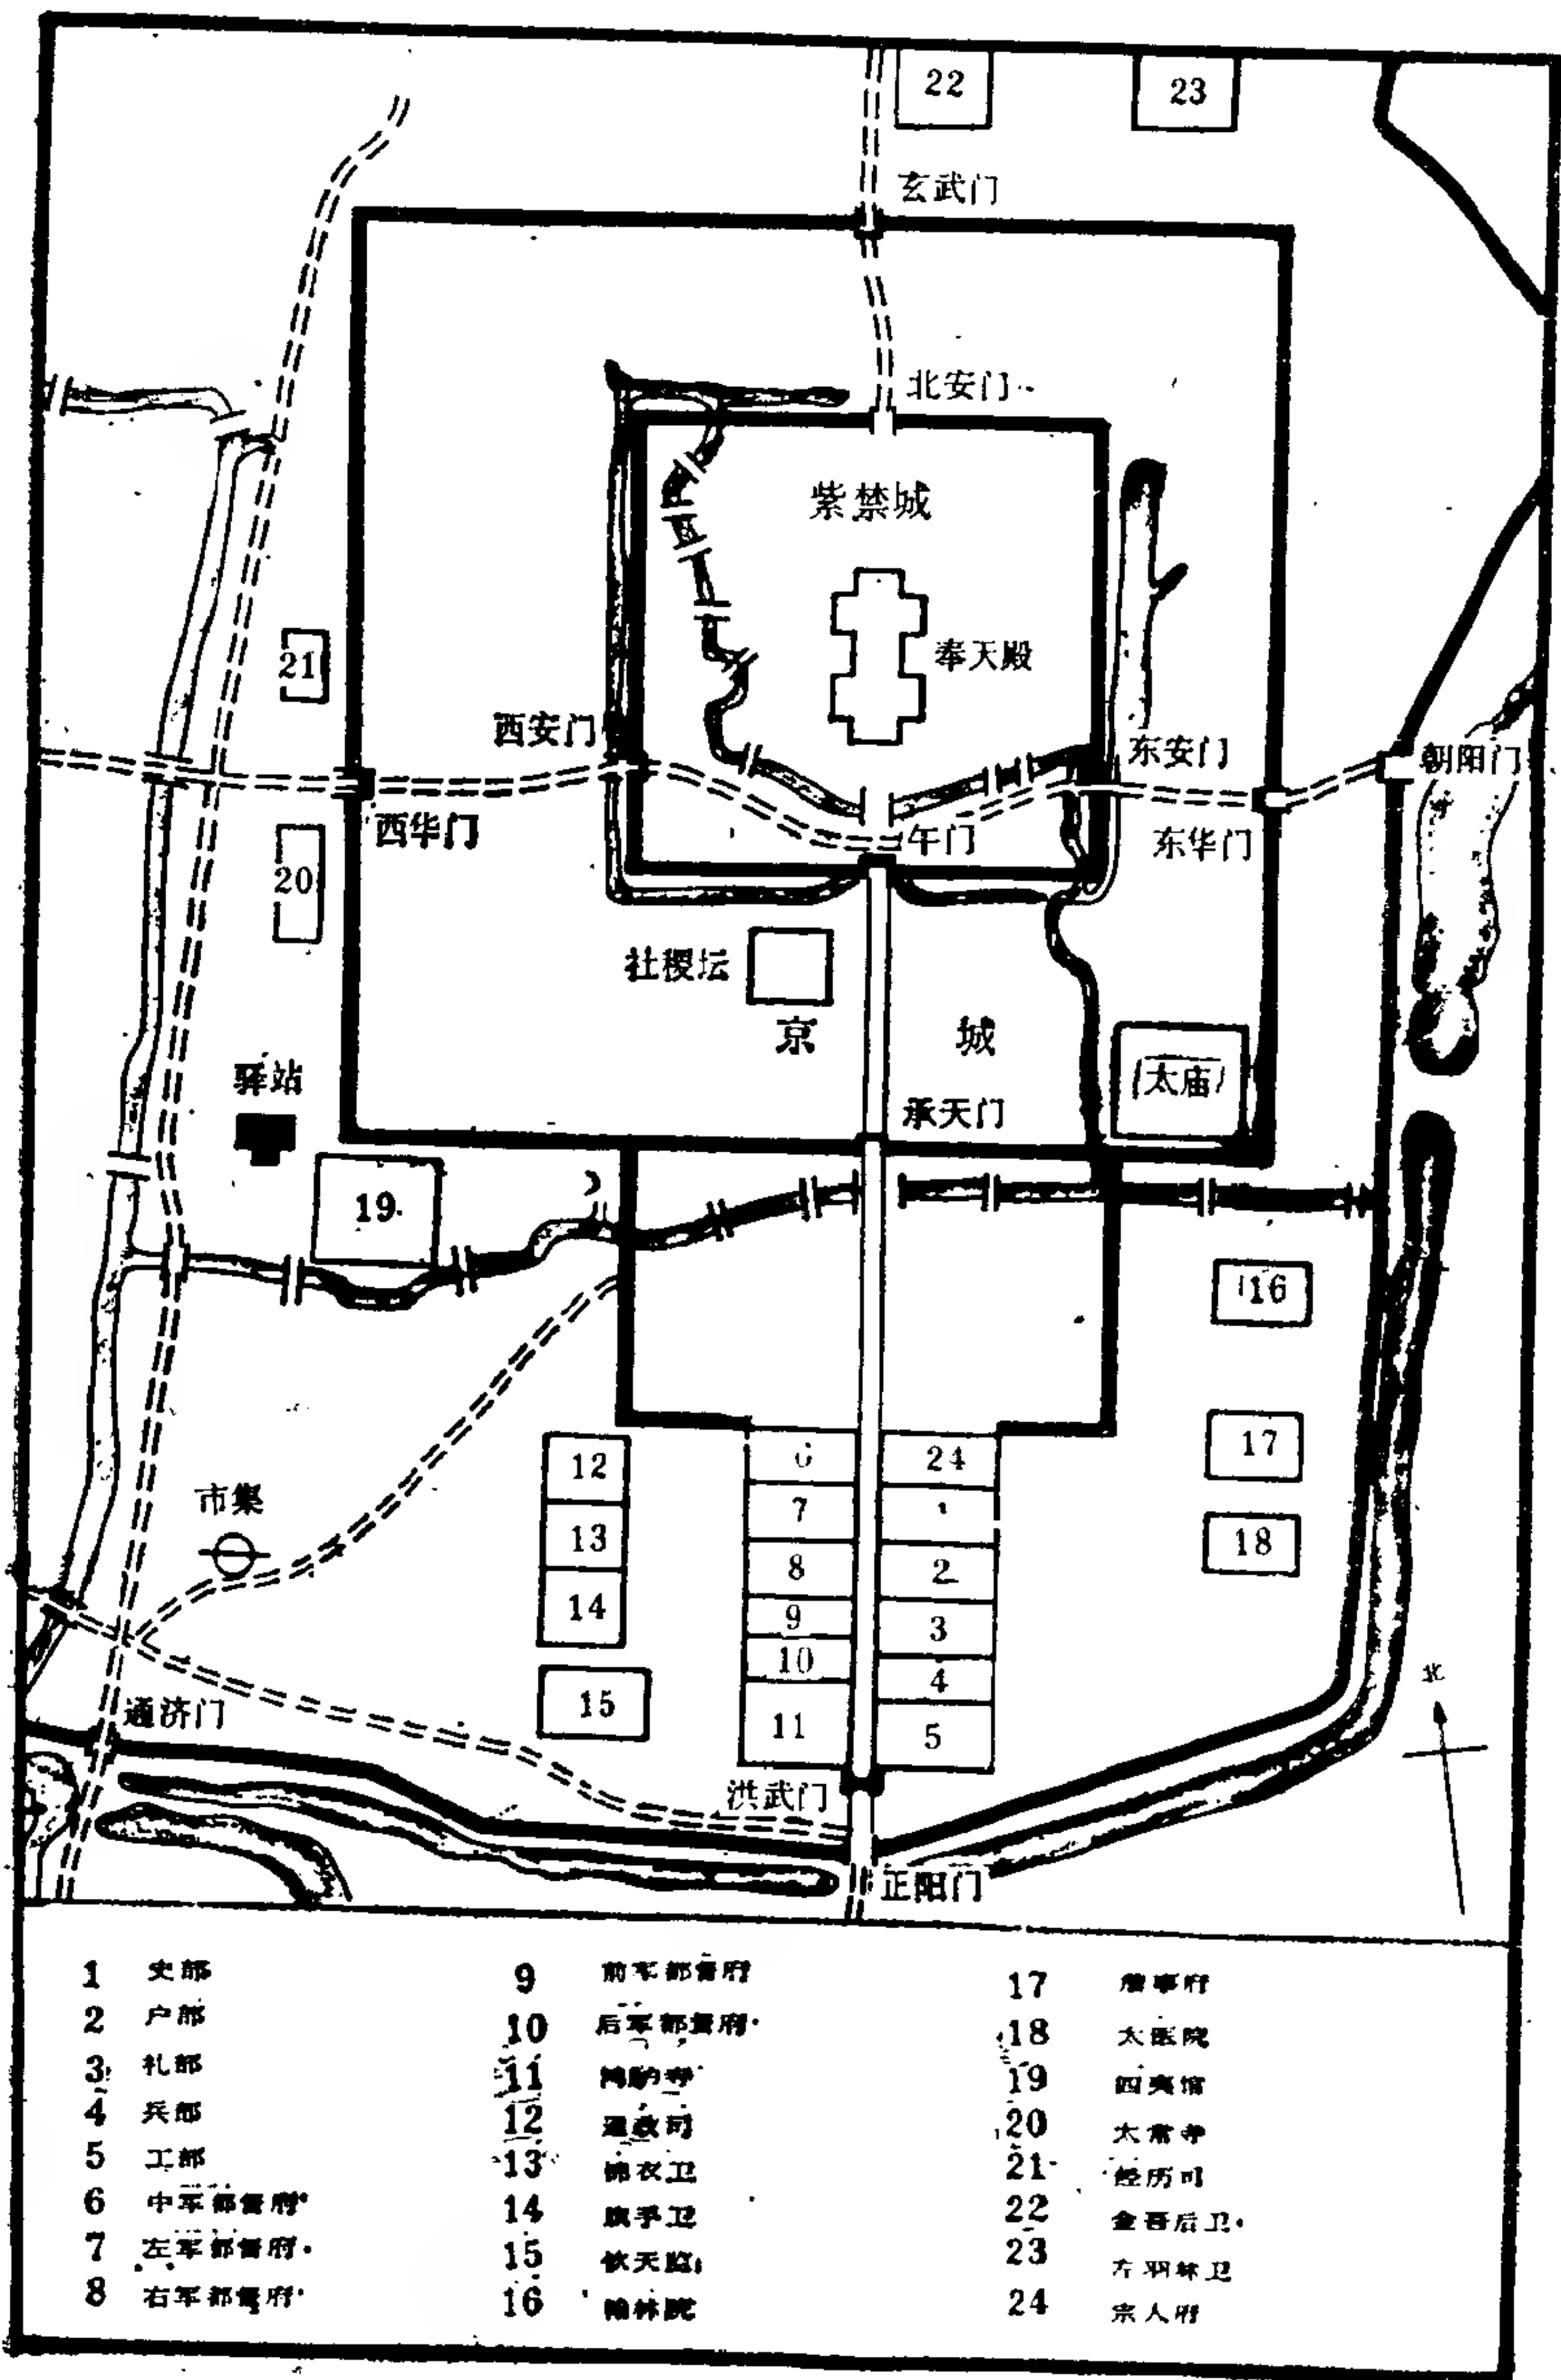 22
23
玄武门
北安门
紫禁城
奉天殿
21
西安门
东安门
朝阳门
西华门
午门
东华门
20
社稷坛
京 城
驿站
太庙
承天门
19
16
12
6
24
17
市集
7
1
13
8
2
18
14
9
3
10
4
15
11
5
北
通济门
洪武门
正阳门
1 史部
2 户部
3 礼部
4 兵部
5 工部
6 中军都督府
7 左军都督府
8 右军都督府
9 前军都督府
10 后军都督府
11 鸿胪寺
12 通政司
13 锦衣卫
14 旗手卫
15 钦天监
16 翰林院
17 詹事府
18 太医院
19 四夷馆
20 太常寺
21 经历司
22 金吾后卫
23 左羽林卫
24 宗人府